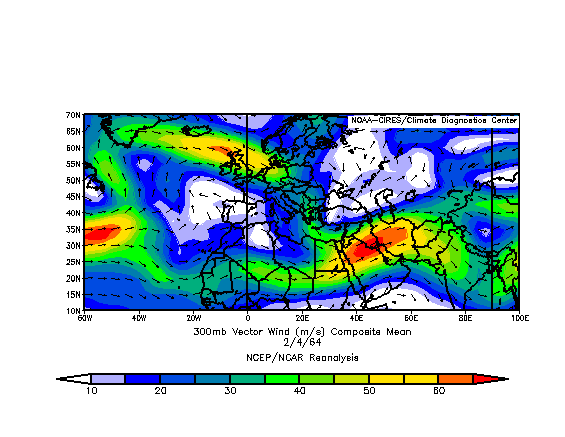 NOAA-CIRES/Climate Diagnostics Center
70N
65N
60N
55N
50N
45N
40N
35N
30N
25N
20N
15N
10N
60W 40W 20W 0 20E 40E 60E 80E 100E
300mb Vector Wind (m/s) Composite Mean
2/4/64
NCEP/NCAR Reanalysis
10 20 30 40 50 60